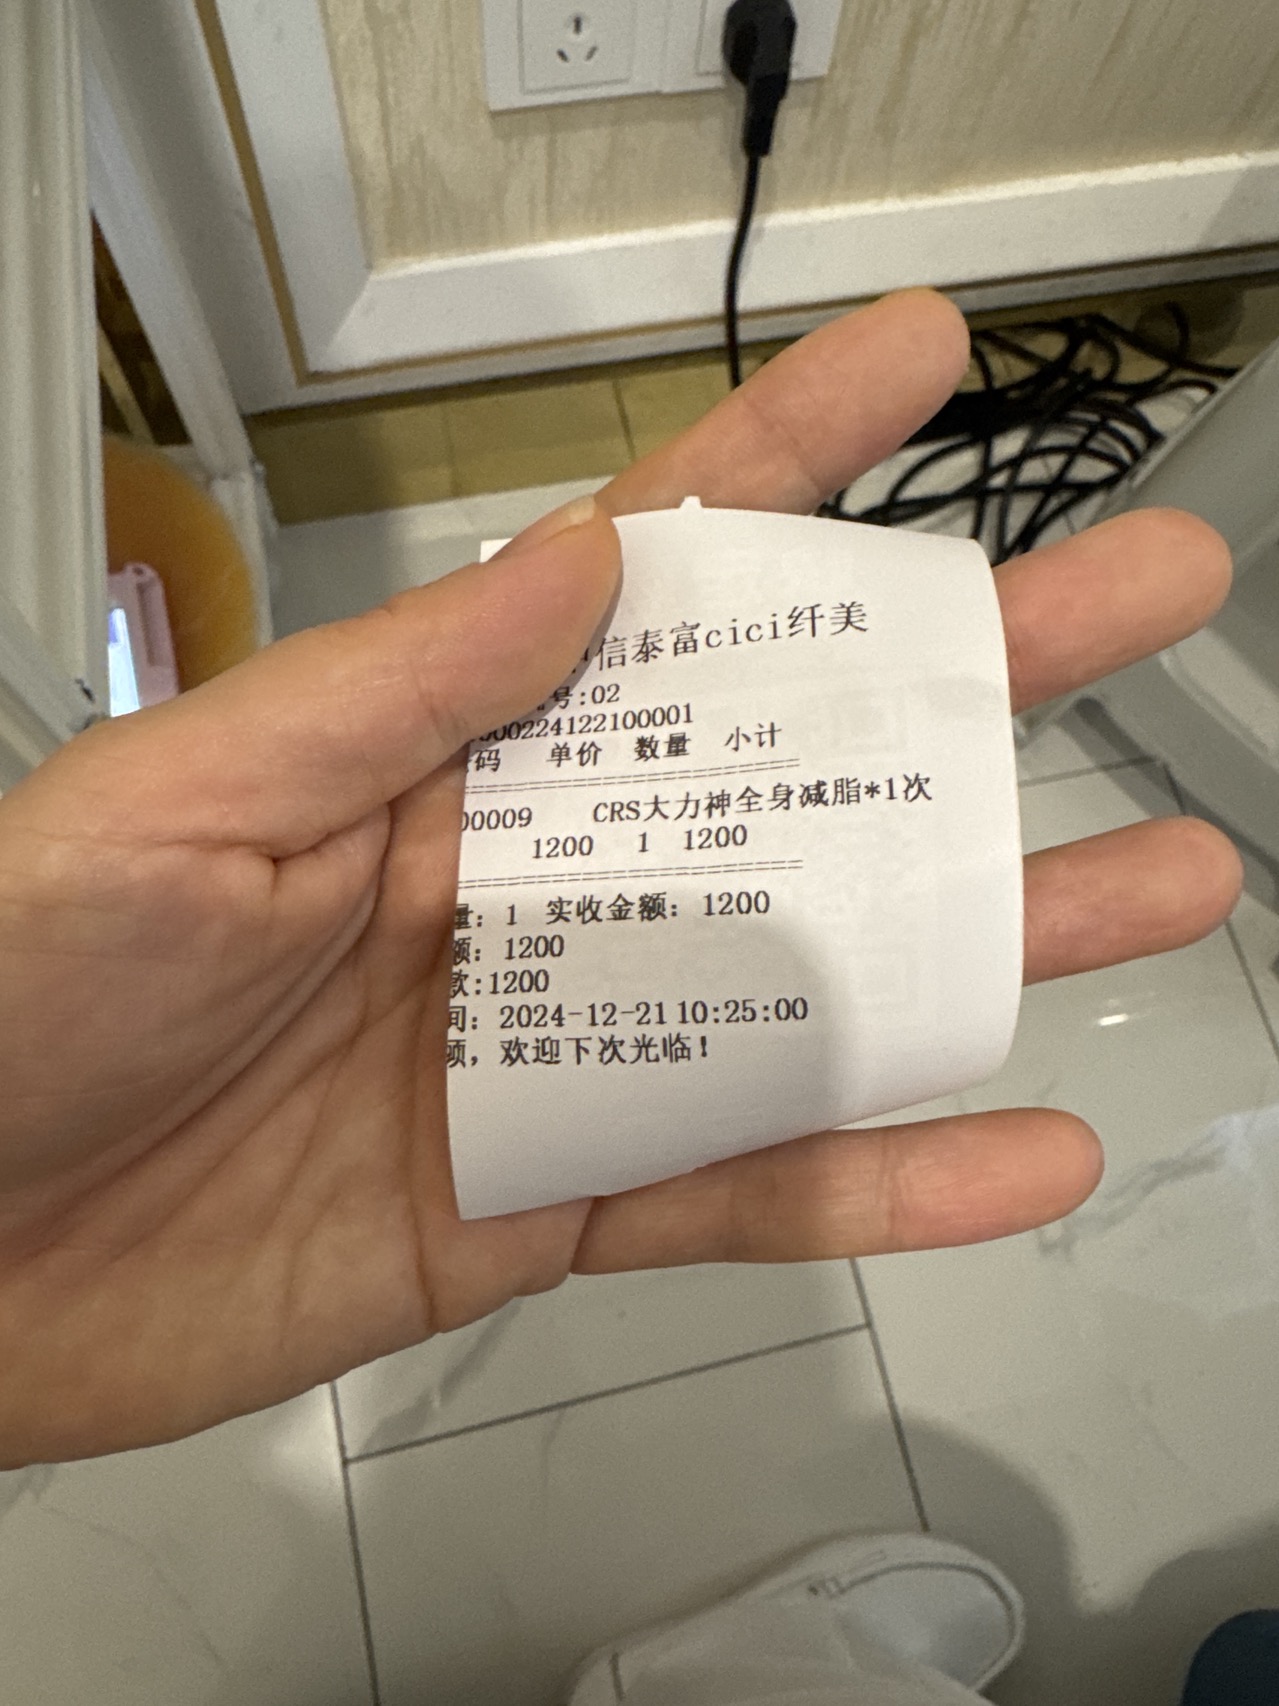 信泰富cici纤美
号:02
000224122100001
码 单价 数量 小计
00009 CRS大力神全身减脂*1次
1200 1 1200
量: 1 实收金额: 1200
额: 1200
款:1200
间: 2024-12-21 10:25:00
顾, 欢迎下次光临!